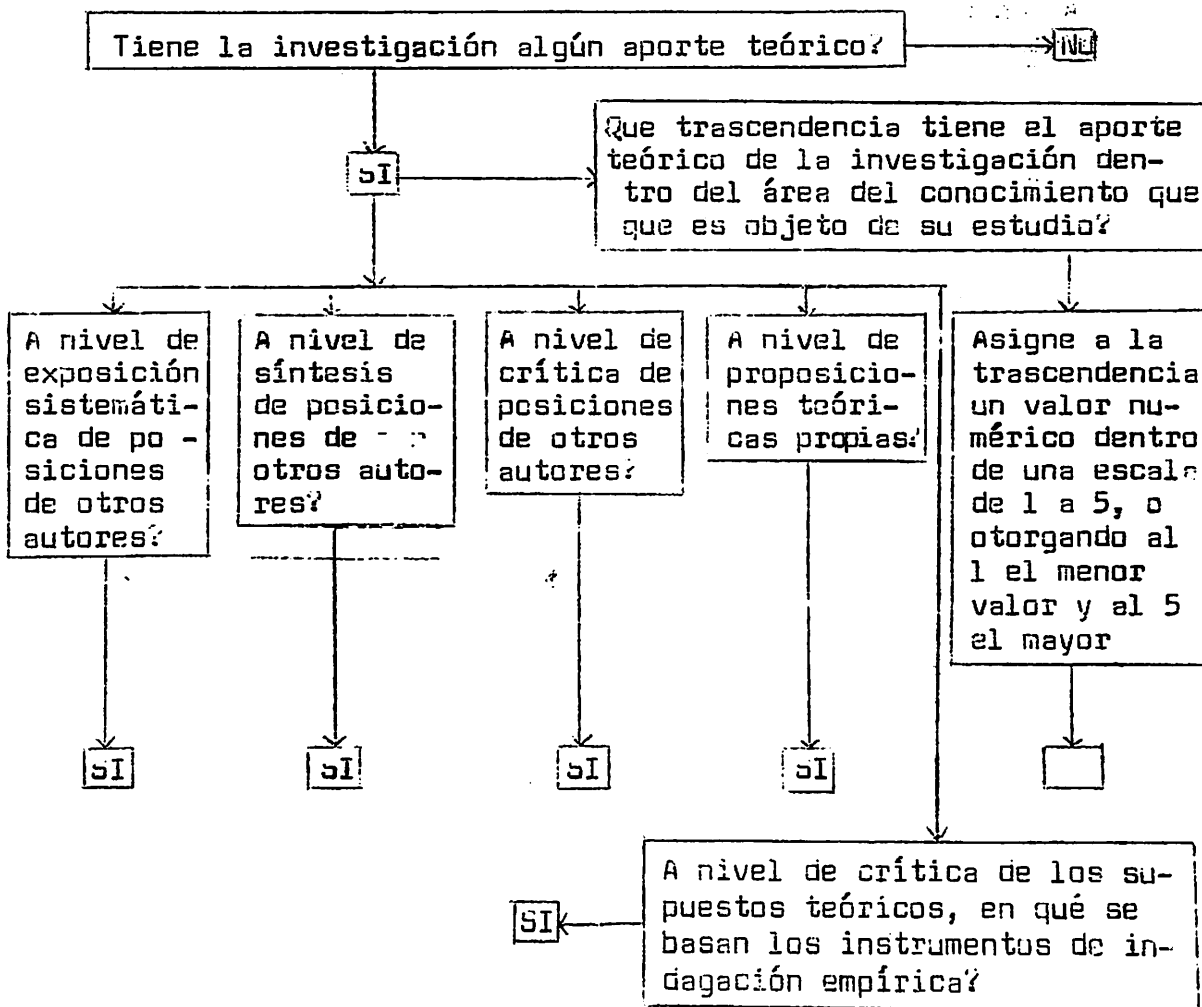 Tiene la investigación algún aporte teórico?
NO
SI
Que trascendencia tiene el aporte
teórico de la investigación den-
tro del área del conocimiento que
que es objeto de su estudio?
A nivel de
exposición
sistemáti-
ca de po -
siciones
de otros
autores?
A nivel de
síntesis
de posicio-
nes de
otros auto-
res?
A nivel de
crítica de
posiciones
de otros
autores?
A nivel de
proposicio-
nes teóri-
cas propias?
Asigne a la
trascendencia
un valor nu-
mérico dentro
de una escala
de 1 a 5, o
otorgando al
1 el menor
valor y al 5
el mayor
SI
SI
SI
SI
A nivel de crítica de los su-
puestos teóricos, en qué se
basan los instrumentos de in-
dagación empírica?
SI